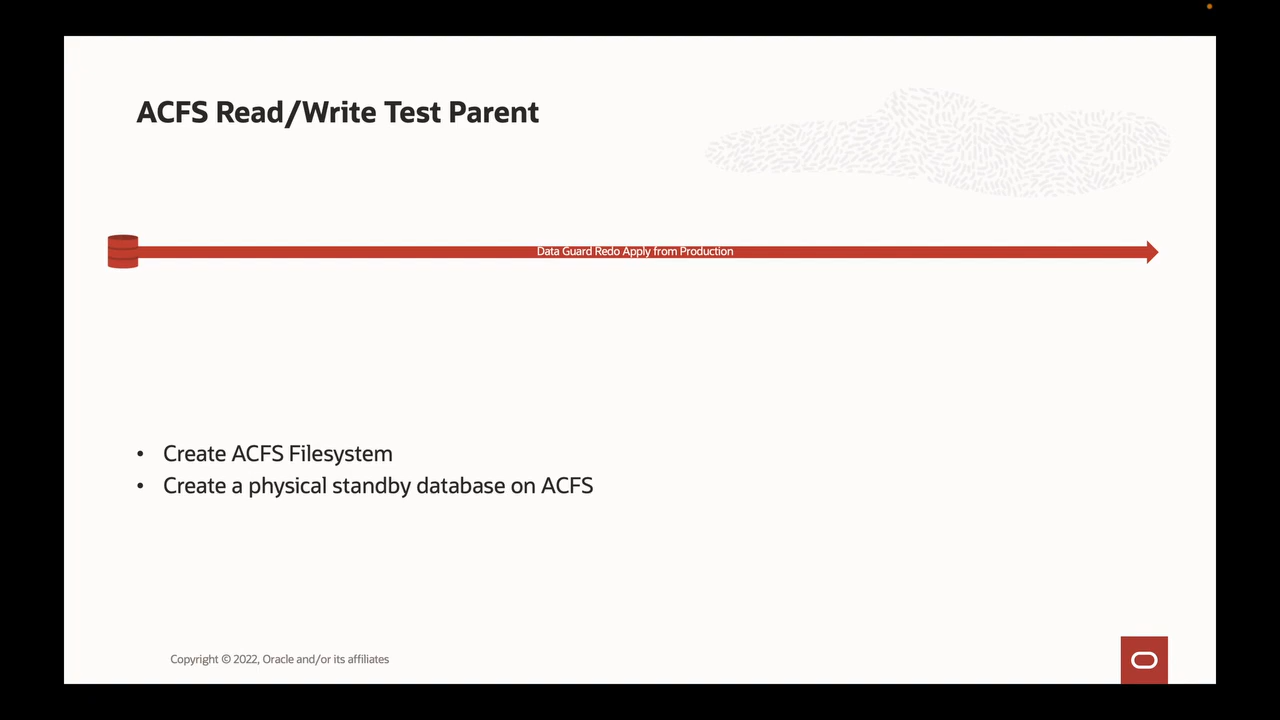 ACFS Read/Write Test Parent
Data Guard Redo Apply from Production
• Create ACFS Filesystem
• Create a physical standby database on ACFS
Copyright © 2022, Oracle and/or its affiliates